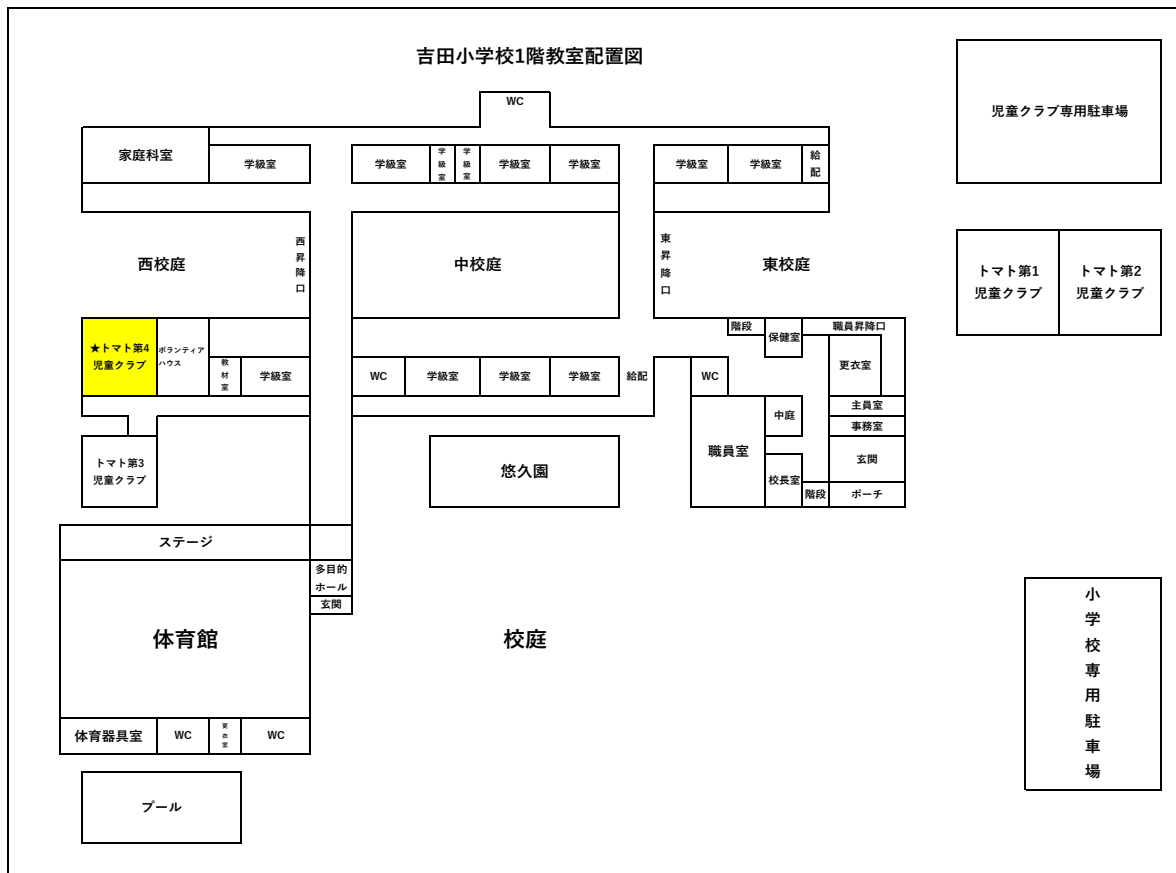 吉田小学校1階教室配置図
WC
児童クラブ専用駐車場
家庭科室
学級室
学級室
学級室
学級室
学級室
学級室
学級室
学級室
給配
西校庭
西昇降口
中校庭
東昇降口
東校庭
トマト第1
児童クラブ
トマト第2
児童クラブ
★トマト第4
児童クラブ
ボランティア
ハウス
教材室
学級室
WC
学級室
学級室
学級室
給配
WC
階段
保健室
職員昇降口
更衣室
主員室
事務室
中庭
職員室
玄関
校長室
階段
ポーチ
トマト第3
児童クラブ
悠久園
ステージ
多目的
ホール
玄関
体育館
校庭
小学校専用駐車場
体育器具室
WC
更衣室
WC
プール